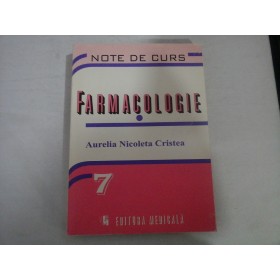 NOTE DE CURS
FARMACOLOGIE
Aurelia Nicoleta Cristea
7
EDITURA MEDICALĂ